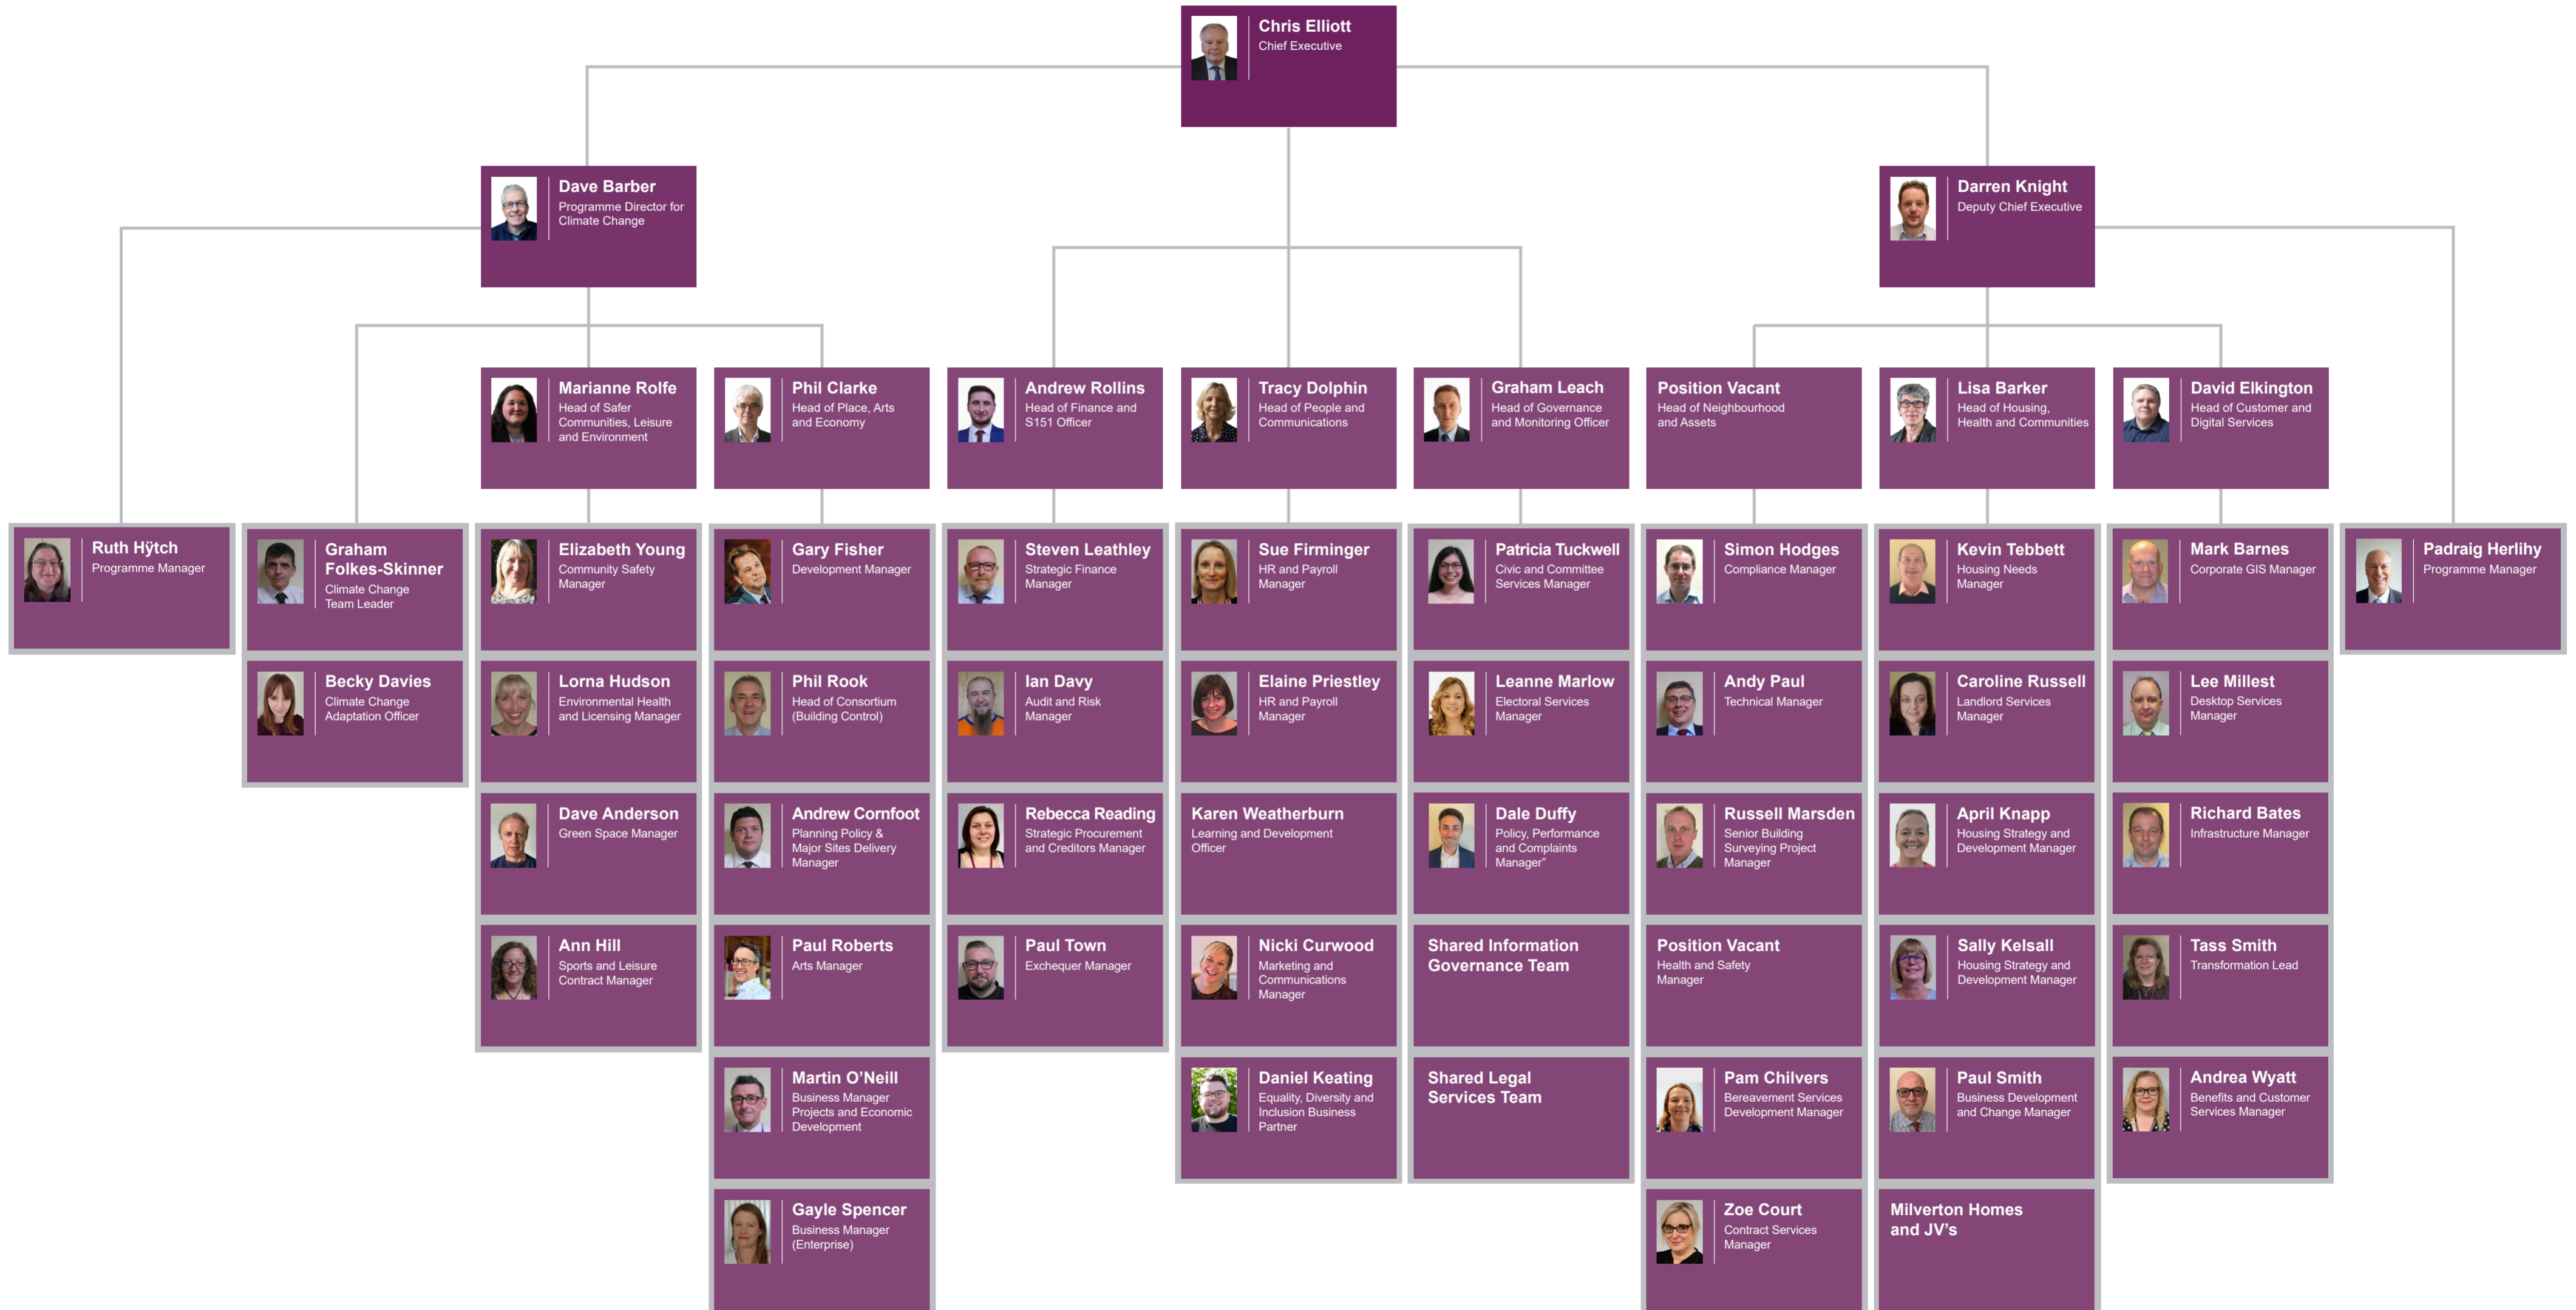 Chris Elliott
Chief Executive
Dave Barber
Programme Director for
Climate Change
Darren Knight
Deputy Chief Executive
Marianne Rolfe
Head of Safer
Communities, Leisure
and Environment
Phil Clarke
Head of Place, Arts
and Economy
Andrew Rollins
Head of Finance and
S151 Officer
Tracy Dolphin
Head of People and
Communications
Graham Leach
Head of Governance
and Monitoring Officer
Position Vacant
Head of Neighbourhood
and Assets
Lisa Barker
Head of Housing,
Health and Communities
David Elkington
Head of Customer and
Digital Services
Ruth Hÿtch
Programme Manager
Graham
Folkes-Skinner
Climate Change
Team Leader
Elizabeth Young
Community Safety
Manager
Gary Fisher
Development Manager
Steven Leathley
Strategic Finance
Manager
Sue Firminger
HR and Payroll
Manager
Patricia Tuckwell
Civic and Committee
Services Manager
Simon Hodges
Compliance Manager
Kevin Tebbett
Housing Needs
Manager
Mark Barnes
Corporate GIS Manager
Padraig Herlihy
Programme Manager
Becky Davies
Climate Change
Adaptation Officer
Lorna Hudson
Environmental Health
and Licensing Manager
Phil Rook
Head of Consortium
(Building Control)
Ian Davy
Audit and Risk
Manager
Elaine Priestley
HR and Payroll
Manager
Leanne Marlow
Electoral Services
Manager
Andy Paul
Technical Manager
Caroline Russell
Landlord Services
Manager
Lee Millest
Desktop Services
Manager
Dave Anderson
Green Space Manager
Andrew Cornfoot
Planning Policy &
Major Sites Delivery
Manager
Rebecca Reading
Strategic Procurement
and Creditors Manager
Karen Weatherburn
Learning and Development
Officer
Dale Duffy
Policy, Performance
and Complaints
Manager”
Russell Marsden
Senior Building
Surveying Project
Manager
April Knapp
Housing Strategy and
Development Manager
Richard Bates
Infrastructure Manager
Ann Hill
Sports and Leisure
Contract Manager
Paul Roberts
Arts Manager
Paul Town
Exchequer Manager
Nicki Curwood
Marketing and
Communications
Manager
Shared Information
Governance Team
Position Vacant
Health and Safety
Manager
Sally Kelsall
Housing Strategy and
Development Manager
Tass Smith
Transformation Lead
Martin O’Neill
Business Manager
Projects and Economic
Development
Daniel Keating
Equality, Diversity and
Inclusion Business
Partner
Shared Legal
Services Team
Pam Chilvers
Bereavement Services
Development Manager
Paul Smith
Business Development
and Change Manager
Andrea Wyatt
Benefits and Customer
Services Manager
Gayle Spencer
Business Manager
(Enterprise)
Zoe Court
Contract Services
Manager
Milverton Homes
and JV’s